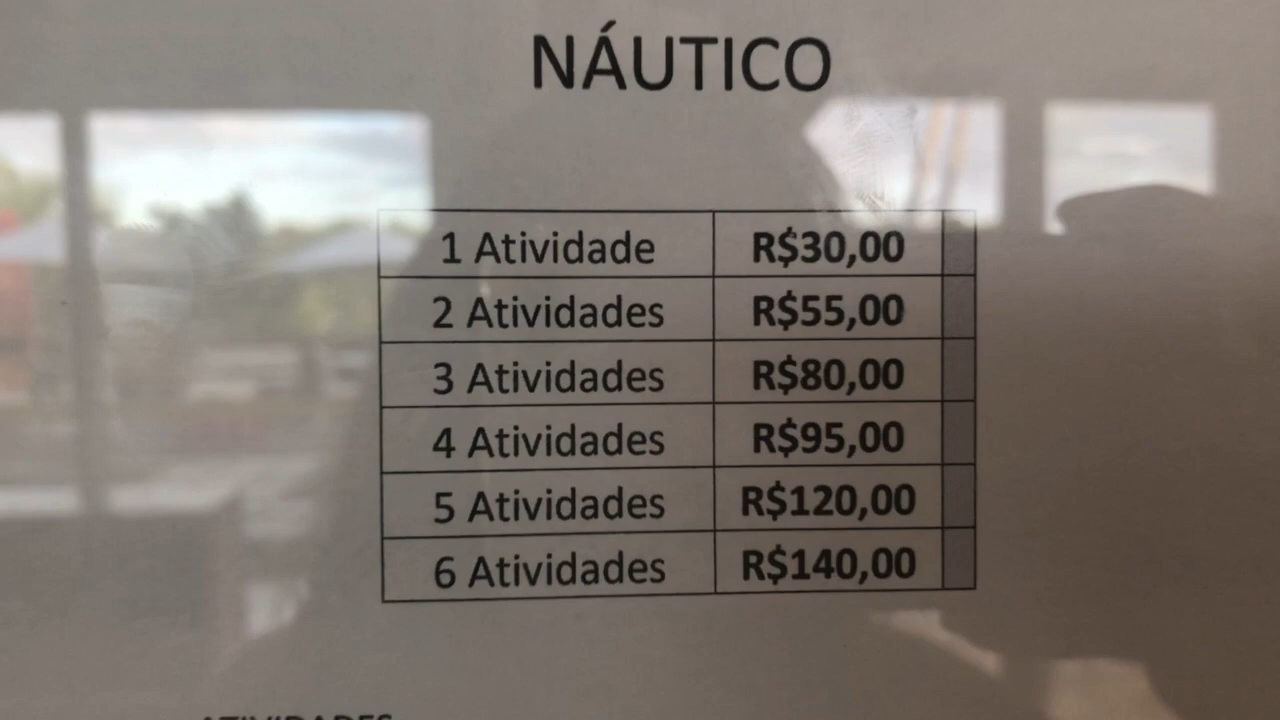 NÁUTICO
1 Atividade R$30,00
2 Atividades R$55,00
3 Atividades R$80,00
4 Atividades R$95,00
5 Atividades R$120,00
6 Atividades R$140,00
ATIVIDADES